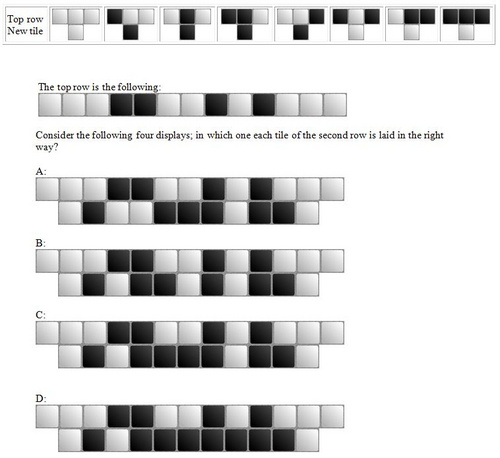 Top row
New tile
The top row is the following:
Consider the following four displays; in which one each tile of the second row is laid in the right
way?
A:
B:
C:
D: